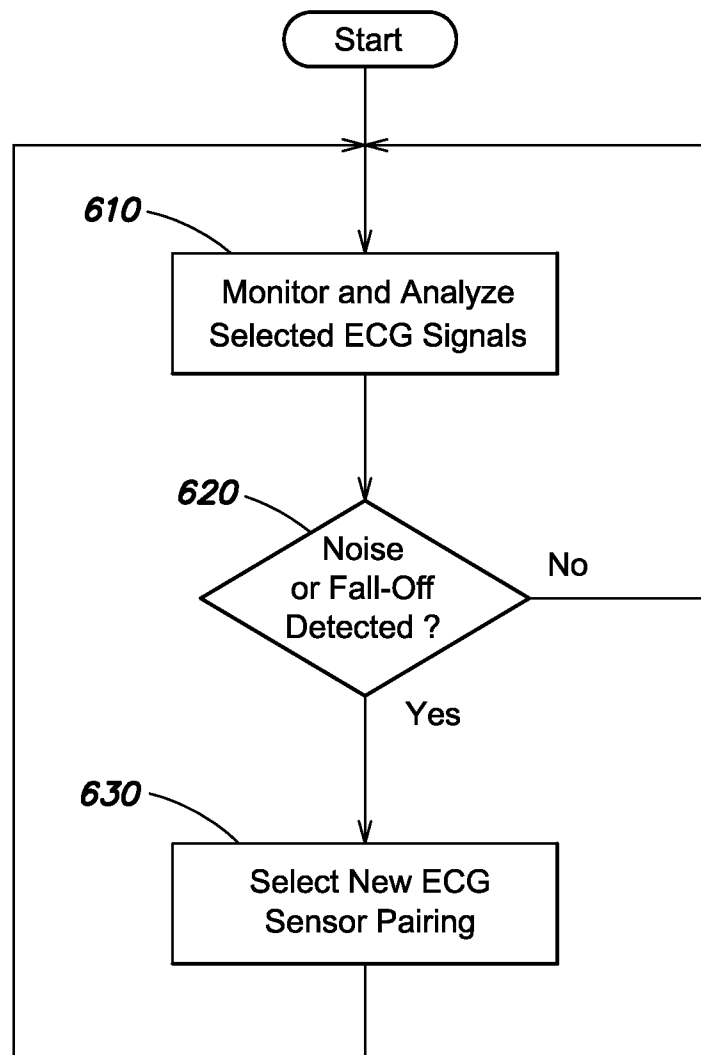 Start
610
Monitor and Analyze
Selected ECG Signals
620
Noise
or Fall-Off
Detected ?
No
Yes
630
Select New ECG
Sensor Pairing